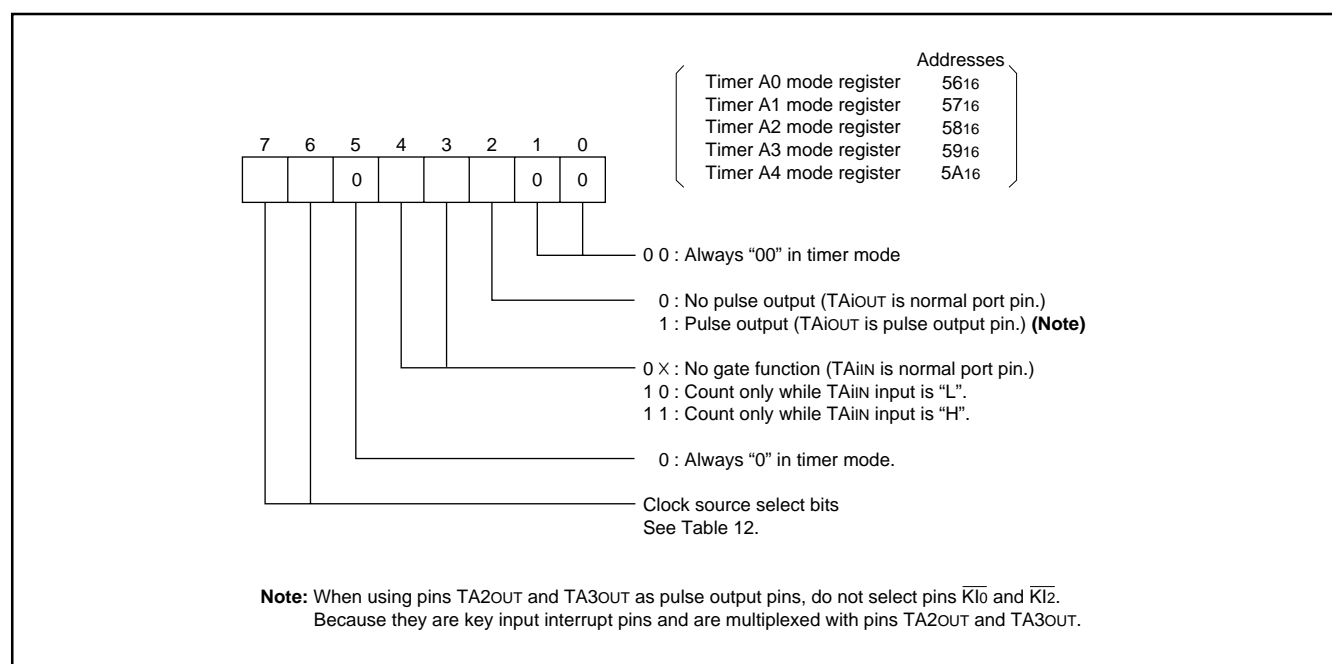 Addresses
Timer A0 mode register 5616
Timer A1 mode register 5716
Timer A2 mode register 5816
Timer A3 mode register 5916
Timer A4 mode register 5A16
7 6 5 4 3 2 1 0
0 0 0
0 0 : Always “00” in timer mode
0 : No pulse output (TAiOUT is normal port pin.)
1 : Pulse output (TAiOUT is pulse output pin.) (Note)
0 × : No gate function (TAiIN is normal port pin.)
1 0 : Count only while TAiIN input is “L”.
1 1 : Count only while TAiIN input is “H”.
0 : Always “0” in timer mode.
Clock source select bits
See Table 12.
Note: When using pins TA2OUT and TA3OUT as pulse output pins, do not select pins K̅I̅0 and K̅I̅2.
Because they are key input interrupt pins and are multiplexed with pins TA2OUT and TA3OUT.